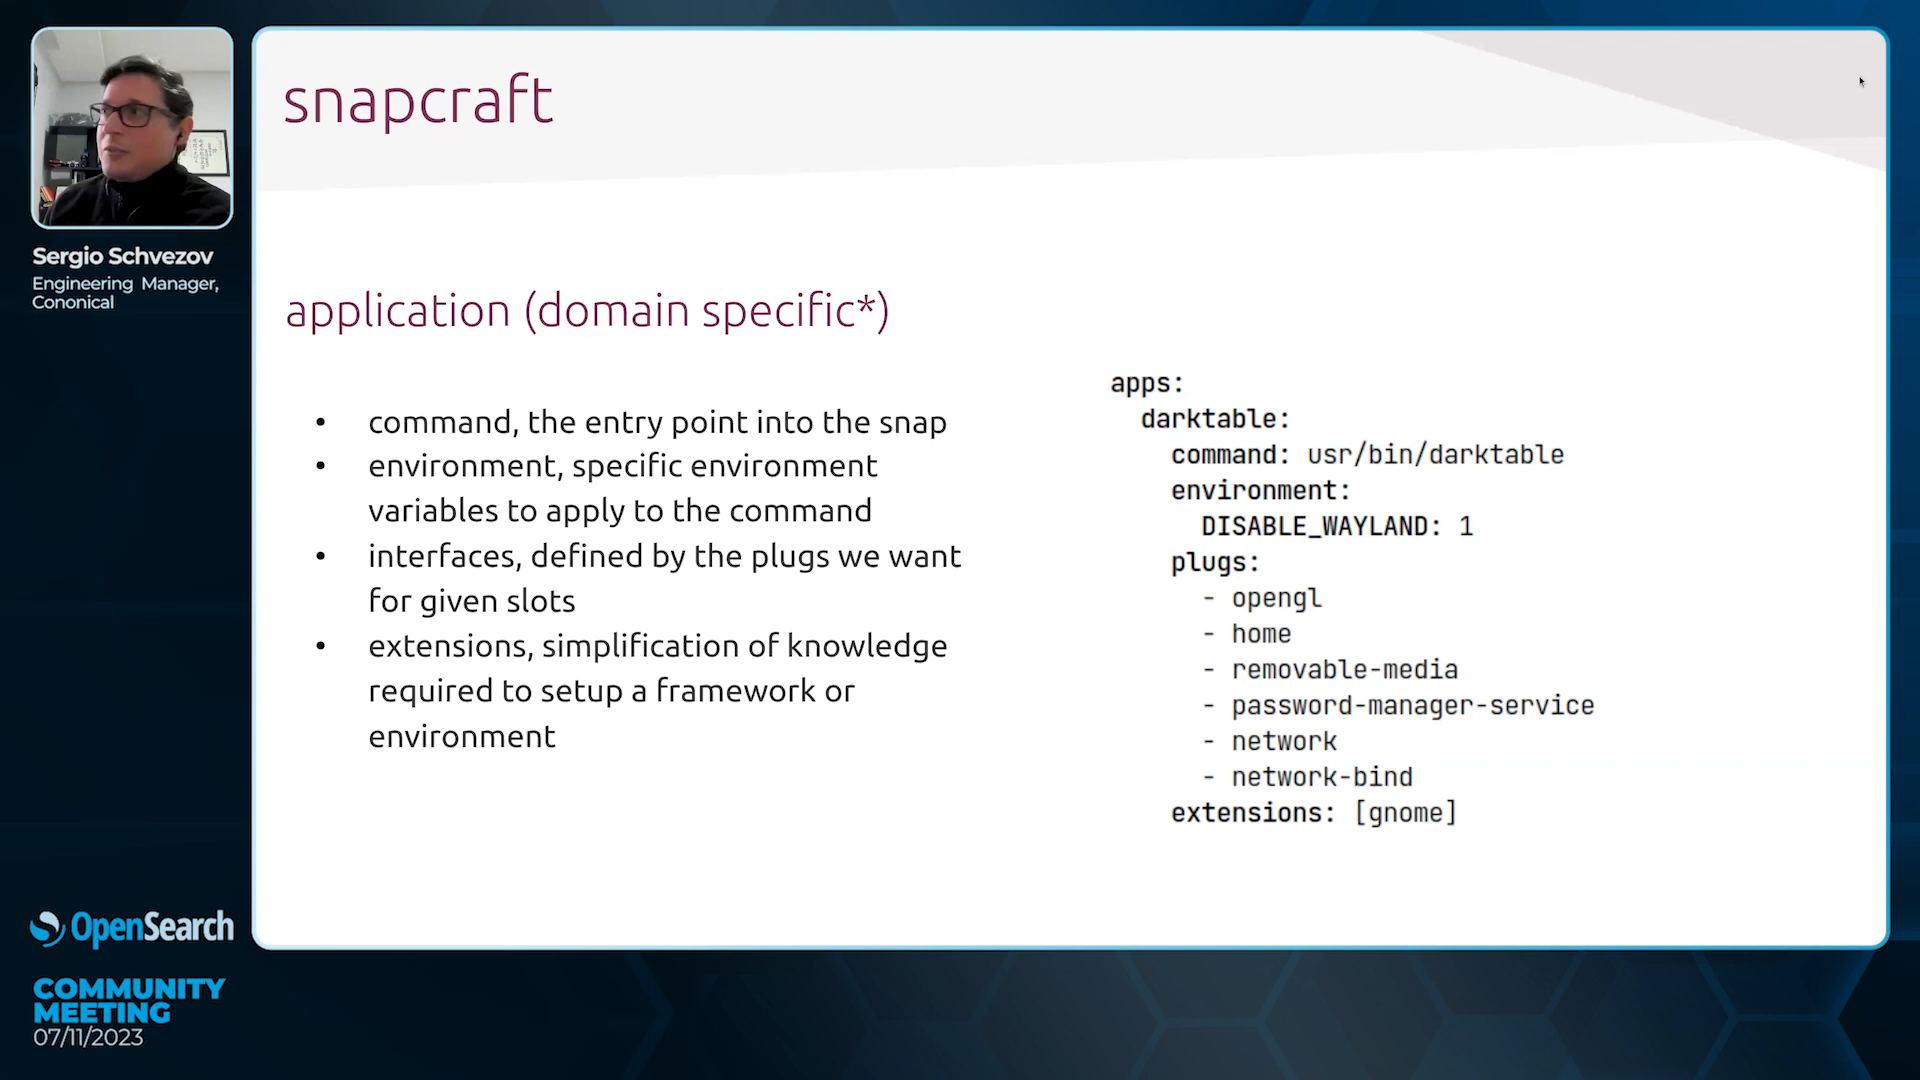 snapcraft
Sergio Schvezov
Engineering Manager,
Cononical
application (domain specific*)
• command, the entry point into the snap
• environment, specific environment
variables to apply to the command
• interfaces, defined by the plugs we want
for given slots
• extensions, simplification of knowledge
required to setup a framework or
environment
apps:
darktable:
command: usr/bin/darktable
environment:
DISABLE_WAYLAND: 1
plugs:
- opengl
- home
- removable-media
- password-manager-service
- network
- network-bind
extensions: [gnome]
OpenSearch
COMMUNITY
MEETING
07/11/2023